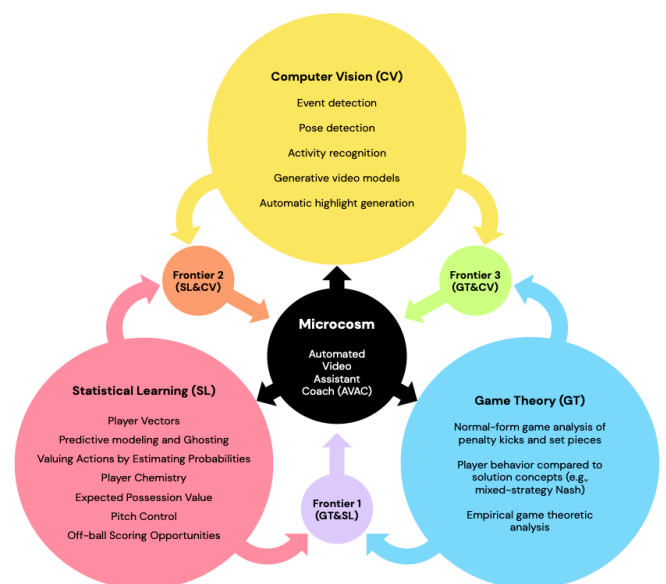 Computer Vision (CV)
Event detection
Pose detection
Activity recognition
Generative video models
Automatic highlight generation
Frontier 2
(SL&CV)
Frontier 3
(GT&CV)
Microcosm
Automated
Video
Assistant
Coach (AVAC)
Statistical Learning (SL)
Player Vectors
Predictive modeling and Ghosting
Valuing Actions by Estimating Probabilities
Player Chemistry
Expected Possession Value
Pitch Control
Off-ball Scoring Opportunities
Game Theory (GT)
Normal-form game analysis of
penalty kicks and set pieces
Player behavior compared to
solution concepts (e.g.,
mixed-strategy Nash)
Empirical game theoretic
analysis
Frontier 1
(GT&SL)